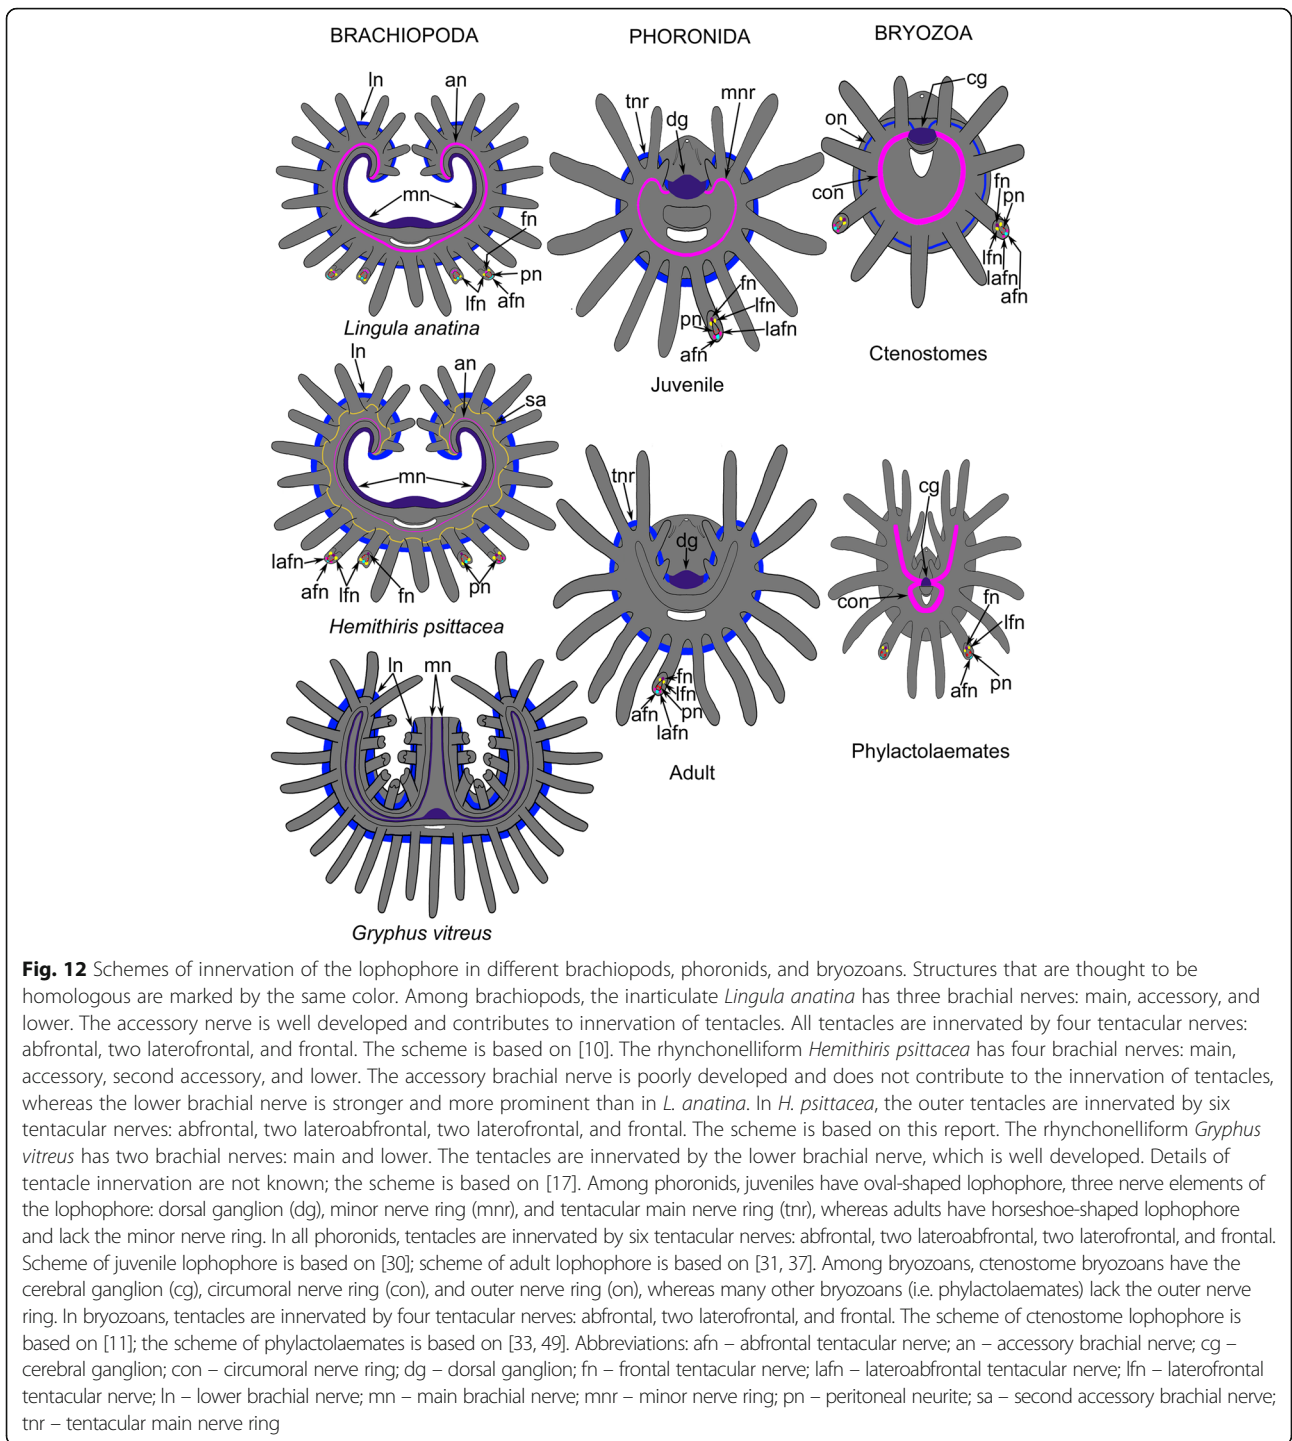 BRACHIOPODA
PHORONIDA
BRYOZOA
ln
an
mn
fn
pn
lfn
afn
Lingula anatina
tnr
dg
mnr
fn
lfn
pn
lafn
afn
Juvenile
cg
on
con
fn
pn
lfn
lafn
afn
Ctenostomes
ln
an
sa
mn
lafn
afn
lfn
fn
pn
Hemithiris psittacea
tnr
dg
fn
lfn
afn
pn
lafn
Adult
cg
con
fn
lfn
pn
afn
Phylactolaemates
ln
mn
Gryphus vitreus
Fig. 12 Schemes of innervation of the lophophore in different brachiopods, phoronids, and bryozoans. Structures that are thought to be
homologous are marked by the same color. Among brachiopods, the inarticulate Lingula anatina has three brachial nerves: main, accessory, and
lower. The accessory nerve is well developed and contributes to innervation of tentacles. All tentacles are innervated by four tentacular nerves:
abfrontal, two laterofrontal, and frontal. The scheme is based on [10]. The rhynchonelliform Hemithiris psittacea has four brachial nerves: main,
accessory, second accessory, and lower. The accessory brachial nerve is poorly developed and does not contribute to the innervation of tentacles,
whereas the lower brachial nerve is stronger and more prominent than in L. anatina. In H. psittacea, the outer tentacles are innervated by six
tentacular nerves: abfrontal, two lateroabfrontal, two laterofrontal, and frontal. The scheme is based on this report. The rhynchonelliform Gryphus
vitreus has two brachial nerves: main and lower. The tentacles are innervated by the lower brachial nerve, which is well developed. Details of
tentacle innervation are not known; the scheme is based on [17]. Among phoronids, juveniles have oval-shaped lophophore, three nerve elements of
the lophophore: dorsal ganglion (dg), minor nerve ring (mnr), and tentacular main nerve ring (tnr), whereas adults have horseshoe-shaped lophophore
and lack the minor nerve ring. In all phoronids, tentacles are innervated by six tentacular nerves: abfrontal, two lateroabfrontal, two laterofrontal, and frontal.
Scheme of juvenile lophophore is based on [30]; scheme of adult lophophore is based on [31, 37]. Among bryozoans, ctenostome bryozoans have the
cerebral ganglion (cg), circumoral nerve ring (con), and outer nerve ring (on), whereas many other bryozoans (i.e. phylactolaemates) lack the outer nerve
ring. In bryozoans, tentacles are innervated by four tentacular nerves: abfrontal, two laterofrontal, and frontal. The scheme of ctenostome lophophore is
based on [11]; the scheme of phylactolaemates is based on [33, 49]. Abbreviations: afn – abfrontal tentacular nerve; an – accessory brachial nerve; cg –
cerebral ganglion; con – circumoral nerve ring; dg – dorsal ganglion; fn – frontal tentacular nerve; lafn – lateroabfrontal tentacular nerve; lfn – laterofrontal
tentacular nerve; ln – lower brachial nerve; mn – main brachial nerve; mnr – minor nerve ring; pn – peritoneal neurite; sa – second accessory brachial nerve;
tnr – tentacular main nerve ring